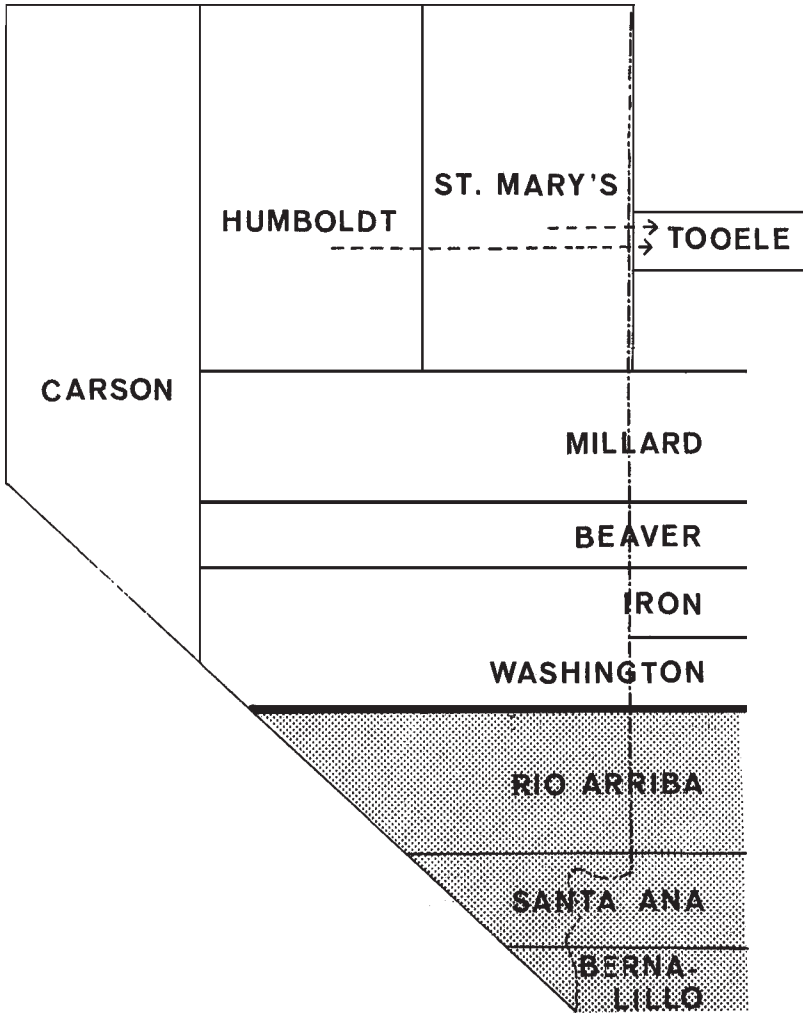 ST. MARY'S
HUMBOLDT
TOOELE
CARSON
MILLARD
BEAVER
IRON
WASHINGTON
RIO ARRIBA
SANTA ANA
BERNA-
LILLO